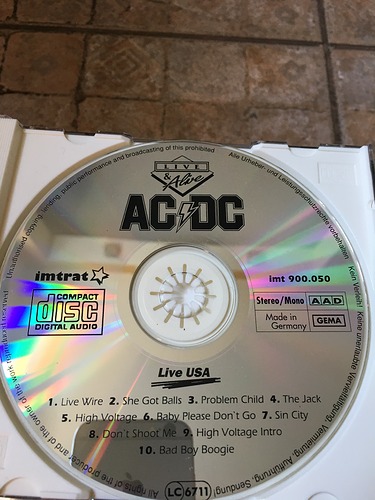 Unauthorised copying, lending, public performance and broadcasting of this prohibited
Alle Urheber- und Leistungsschutzrechte vorbehalten
Kein Verleih! Keine unerlaubte Vervielfältigung, Vermietung, Aufführung, Sendung
LIVE
& Alive
AC DC
imtrat
imt 900.050
COMPACT
disc
DIGITAL AUDIO
Stereo/Mono AAD
Made in
Germany
GEMA
Live USA
1. Live Wire 2. She Got Balls 3. Problem Child 4. The Jack
5. High Voltage 6. Baby Please Don`t Go 7. Sin City
8. Don`t Shoot Me 9. High Voltage Intro
10. Bad Boy Boogie
All rights of the producer and of the owner of the work reproduced reserved
LC 6711